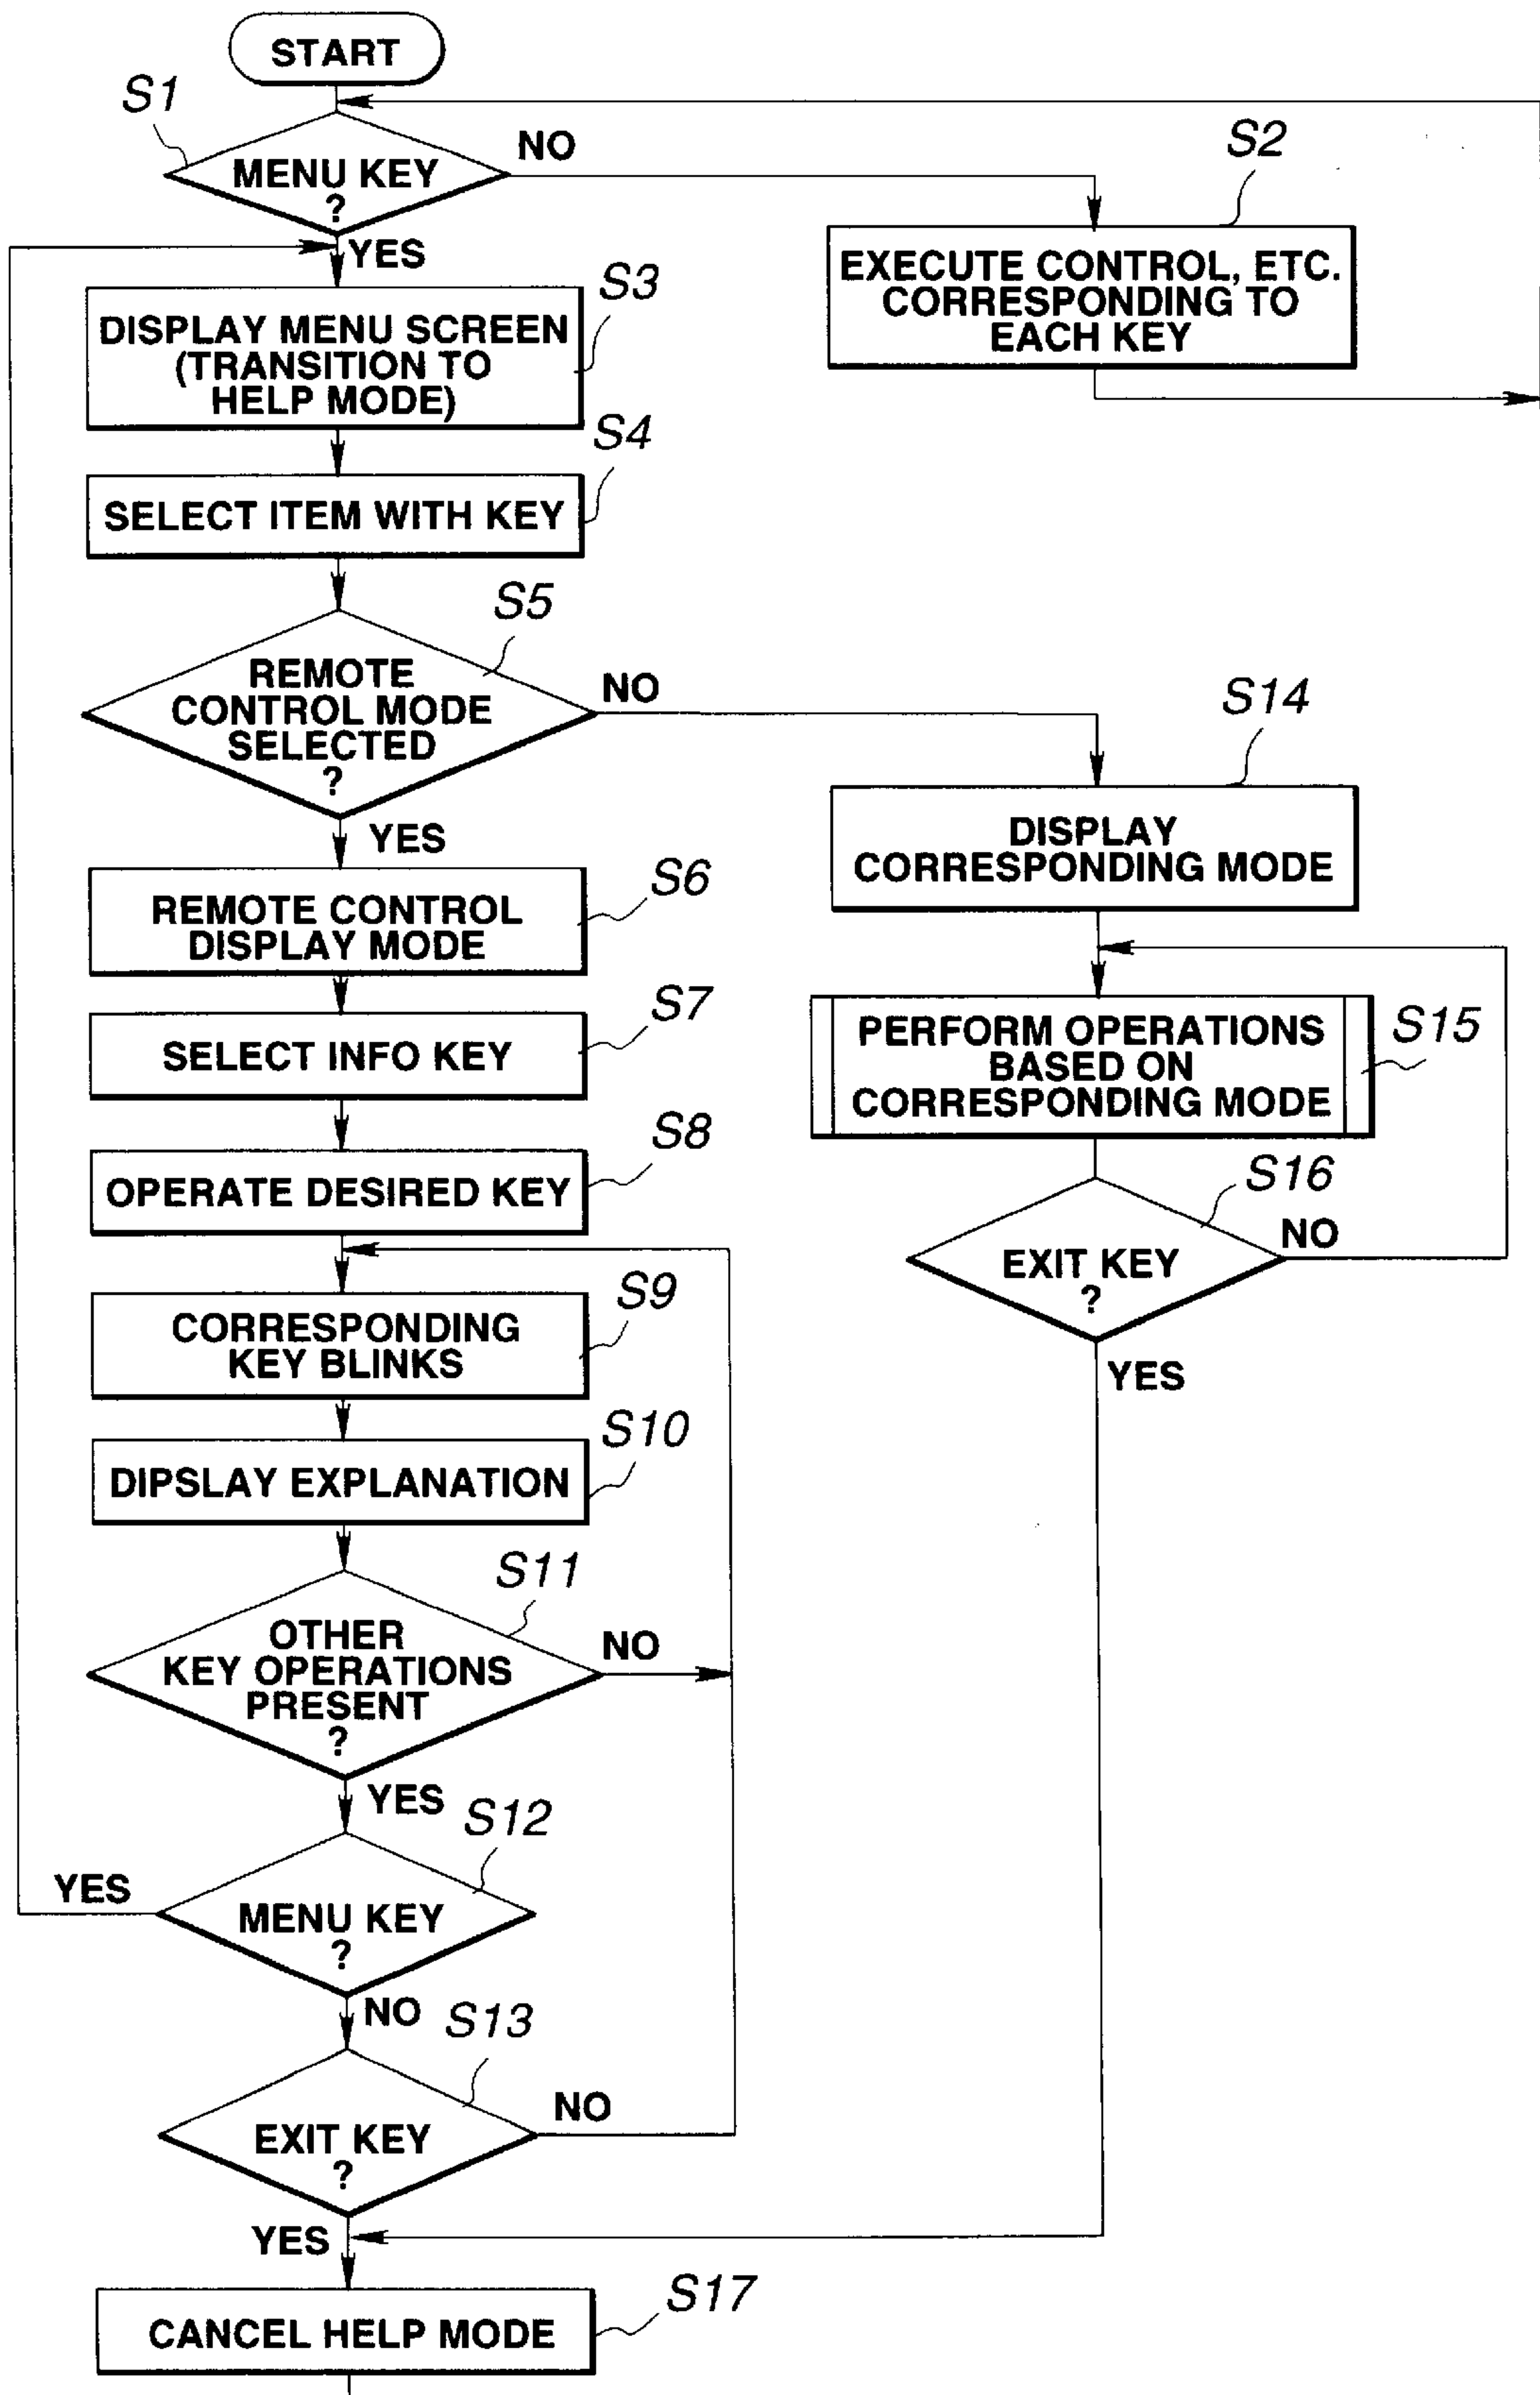 START
S1
MENU KEY
?
NO
YES
S2
EXECUTE CONTROL, ETC.
CORRESPONDING TO
EACH KEY
S3
DISPLAY MENU SCREEN
(TRANSITION TO
HELP MODE)
S4
SELECT ITEM WITH KEY
S5
REMOTE
CONTROL MODE
SELECTED
?
NO
YES
S6
REMOTE CONTROL
DISPLAY MODE
S7
SELECT INFO KEY
S8
OPERATE DESIRED KEY
S9
CORRESPONDING
KEY BLINKS
S10
DIPSLAY EXPLANATION
S11
OTHER
KEY OPERATIONS
PRESENT
?
NO
YES
S12
MENU KEY
?
YES
NO
S13
EXIT KEY
?
NO
YES
S14
DISPLAY
CORRESPONDING MODE
S15
PERFORM OPERATIONS
BASED ON
CORRESPONDING MODE
S16
EXIT KEY
?
NO
YES
S17
CANCEL HELP MODE